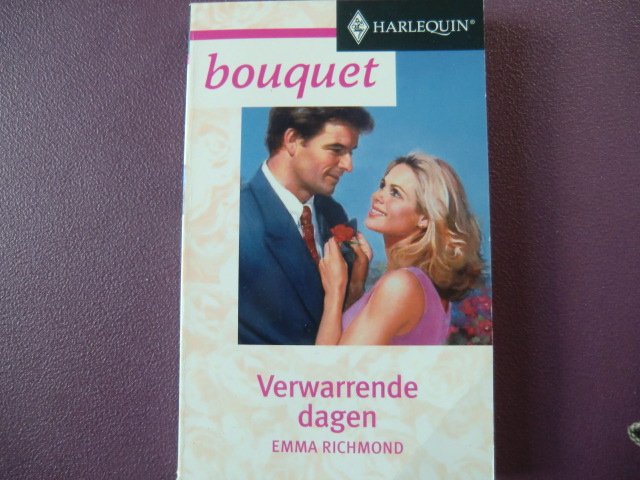 HARLEQUIN®
bouquet
Verwarrende
dagen
EMMA RICHMOND